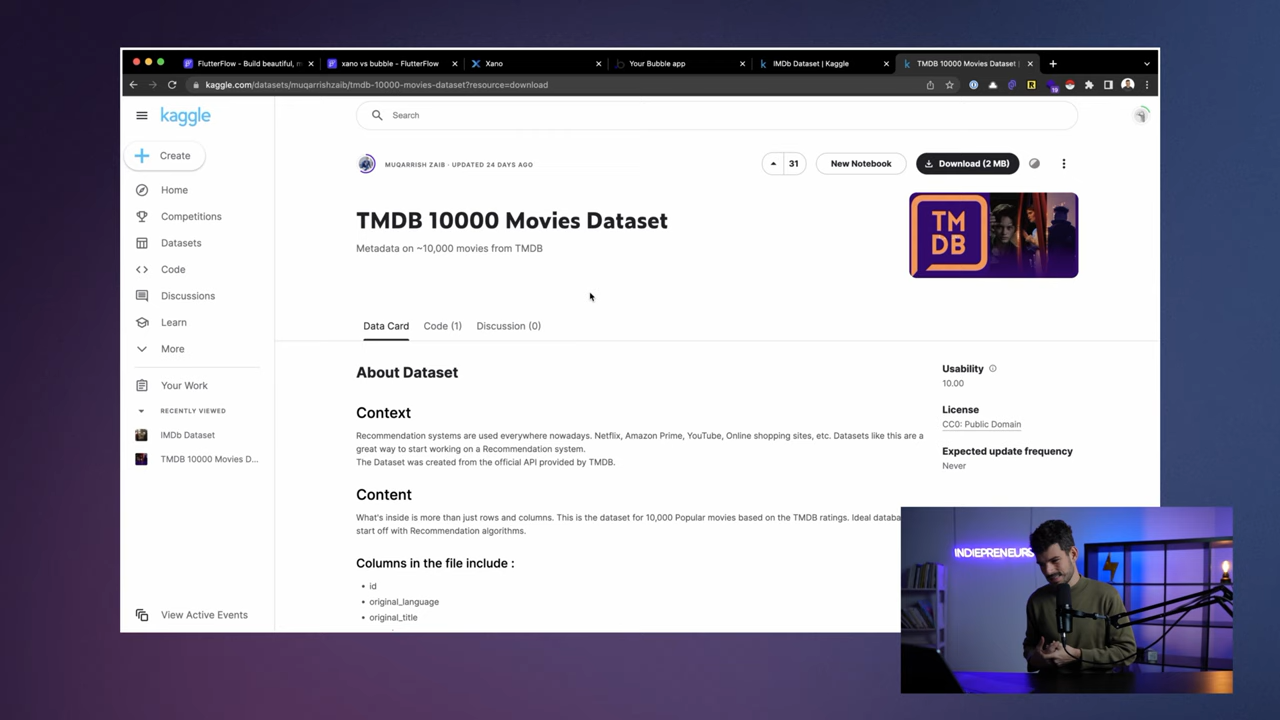 FlutterFlow - Build beautiful, m
xano vs bubble - FlutterFlow
Xano
Your Bubble app
IMDb Dataset | Kaggle
TMDB 10000 Movies Dataset
kaggle.com/datasets/muqarrishzaib/tmdb-10000-movies-dataset?resource=download
kaggle
Search
Create
MUQARRISH ZAIB · UPDATED 24 DAYS AGO
31
New Notebook
Download (2 MB)
Home
Competitions
Datasets
Code
Discussions
Learn
More
Your Work
RECENTLY VIEWED
IMDb Dataset
TMDB 10000 Movies D...
View Active Events
TMDB 10000 Movies Dataset
Metadata on ~10,000 movies from TMDB
TM
DB
Data Card
Code (1)
Discussion (0)
About Dataset
Context
Recommendation systems are used everywhere nowadays. Netflix, Amazon Prime, YouTube, Online shopping sites, etc. Datasets like this are a
great way to start working on a Recommendation system.
The Dataset was created from the official API provided by TMDB.
Content
What's inside is more than just rows and columns. This is the dataset for 10,000 Popular movies based on the TMDB ratings. Ideal databa
start off with Recommendation algorithms.
Columns in the file include :
• id
• original_language
• original_title
Usability
10.00
License
CC0: Public Domain
Expected update frequency
Never
INDIEPRENEURS